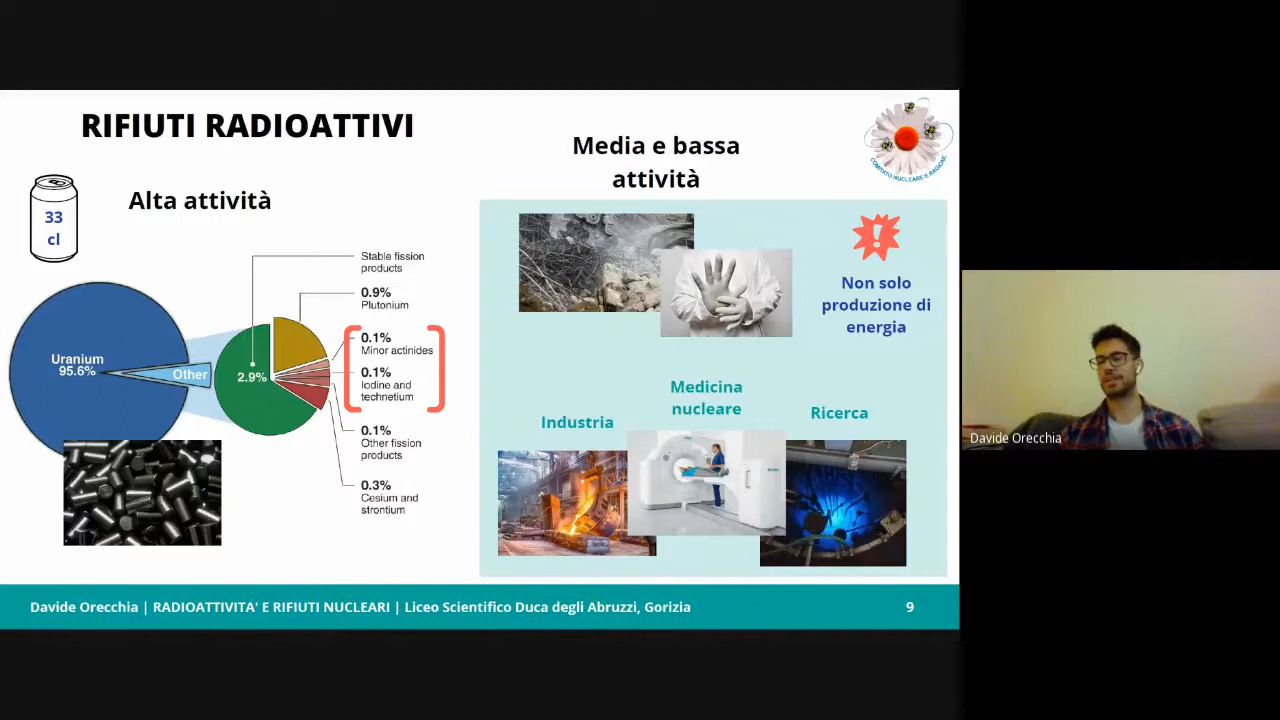 RIFIUTI RADIOATTIVI
33
cl
Alta attività
Uranium
95.6%
Other
2.9%
Stable fission
products
0.9%
Plutonium
0.1%
Minor actinides
0.1%
Iodine and
technetium
0.1%
Other fission
products
0.3%
Cesium and
strontium
Media e bassa
attività
COMITATO NUCLEARE E RAGIONE
Non solo
produzione di
energia
Industria
Medicina
nucleare
Ricerca
Davide Orecchia | RADIOATTIVITA' E RIFIUTI NUCLEARI | Liceo Scientifico Duca degli Abruzzi, Gorizia
9
Davide Orecchia